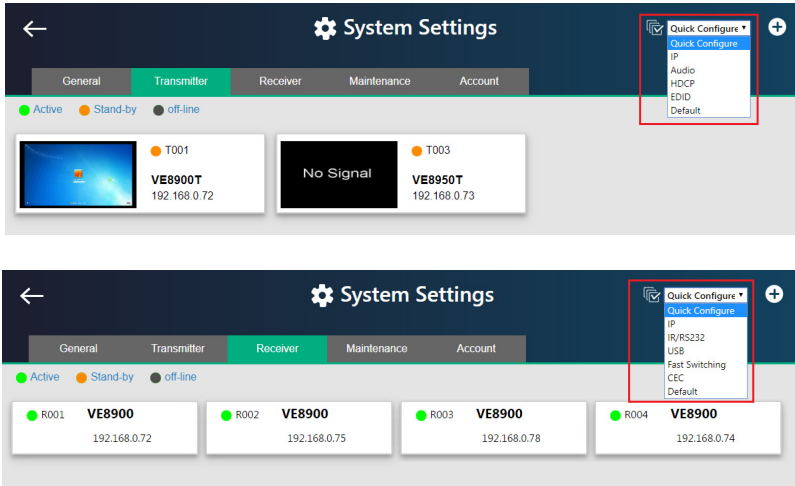 System Settings
Quick Configure
Quick Configure
IP
Audio
HDCP
EDID
Default
General Transmitter Receiver Maintenance Account
Active Stand-by off-line
T001
VE8900T
192.168.0.72
No Signal
T003
VE8950T
192.168.0.73
System Settings
Quick Configure
Quick Configure
IP
IR/RS232
USB
Fast Switching
CEC
Default
General Transmitter Receiver Maintenance Account
Active Stand-by off-line
R001 VE8900
192.168.0.72
R002 VE8900
192.168.0.75
R003 VE8900
192.168.0.78
R004 VE8900
192.168.0.74